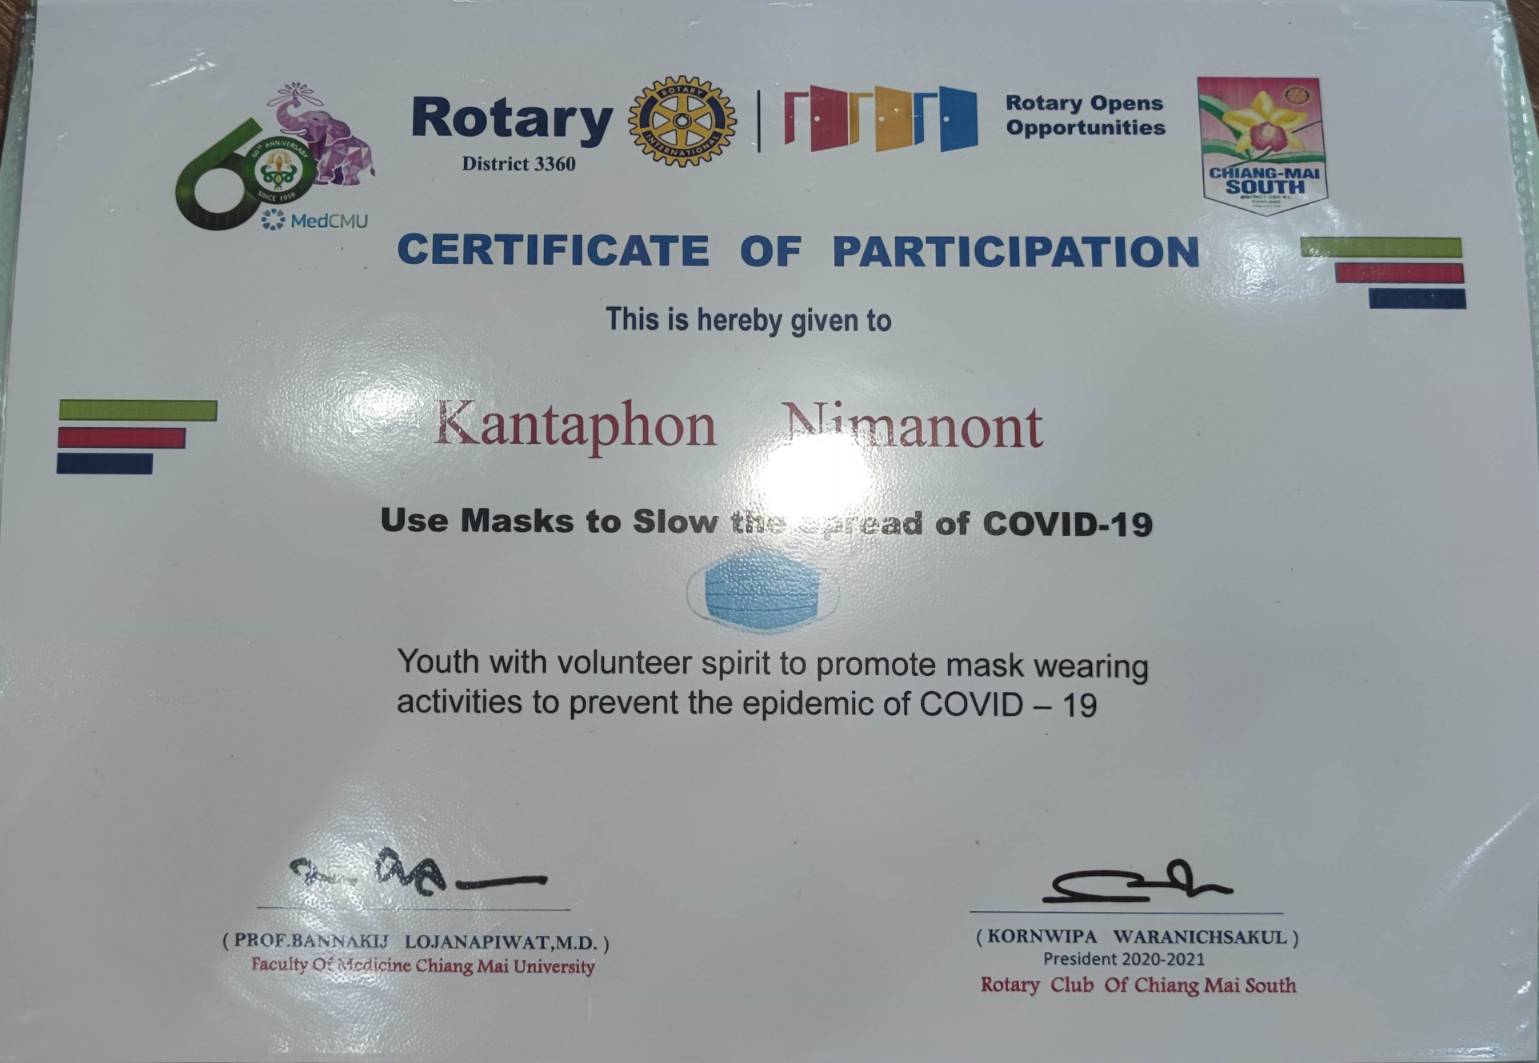 60th ANNIVERSARY
SINCE 1959
MedCMU
Rotary
District 3360
ROTARY
INTERNATIONAL
Rotary Opens
Opportunities
CHIANG-MAI
SOUTH
CERTIFICATE OF PARTICIPATION
This is hereby given to
Kantaphon Nimanont
Use Masks to Slow the Spread of COVID-19
Youth with volunteer spirit to promote mask wearing
activities to prevent the epidemic of COVID – 19
( PROF.BANNAKIJ LOJANAPIWAT,M.D. )
Faculty Of Medicine Chiang Mai University
( KORNWIPA WARANICHSAKUL )
President 2020-2021
Rotary Club Of Chiang Mai South